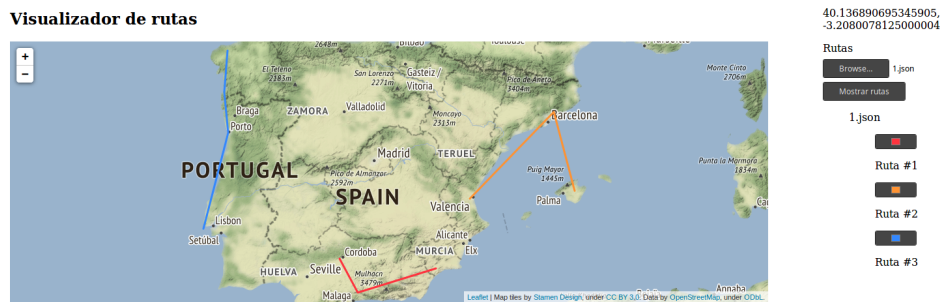 Visualizador de rutas
40.136890695345905,
-3.2080078125000004
Rutas
Browse...
1.json
Mostrar rutas
1.json
Ruta #1
Ruta #2
Ruta #3
+
−
2648m
Bilbao
Toulouse
El Teleno
2183m
San Lorenzo
2271m
Gasteiz /
Vitoria
Pico de Aneto
3404m
Monte Cinto
2706m
Braga
ZAMORA
Valladolid
Moncayo
2313m
Barcelona
Porto
Madrid
TERUEL
PORTUGAL
Pico de Almanzor
2592m
Puig Mayor
1445m
Punta la Marmora
1834m
SPAIN
Valencia
Palma
Lisbon
Setúbal
Alicante
Elx
Cordoba
MURCIA
HUELVA
Seville
Mulhacn
3479m
Malaga
Leaflet | Map tiles by Stamen Design, under CC BY 3.0. Data by OpenStreetMap, under ODbL.